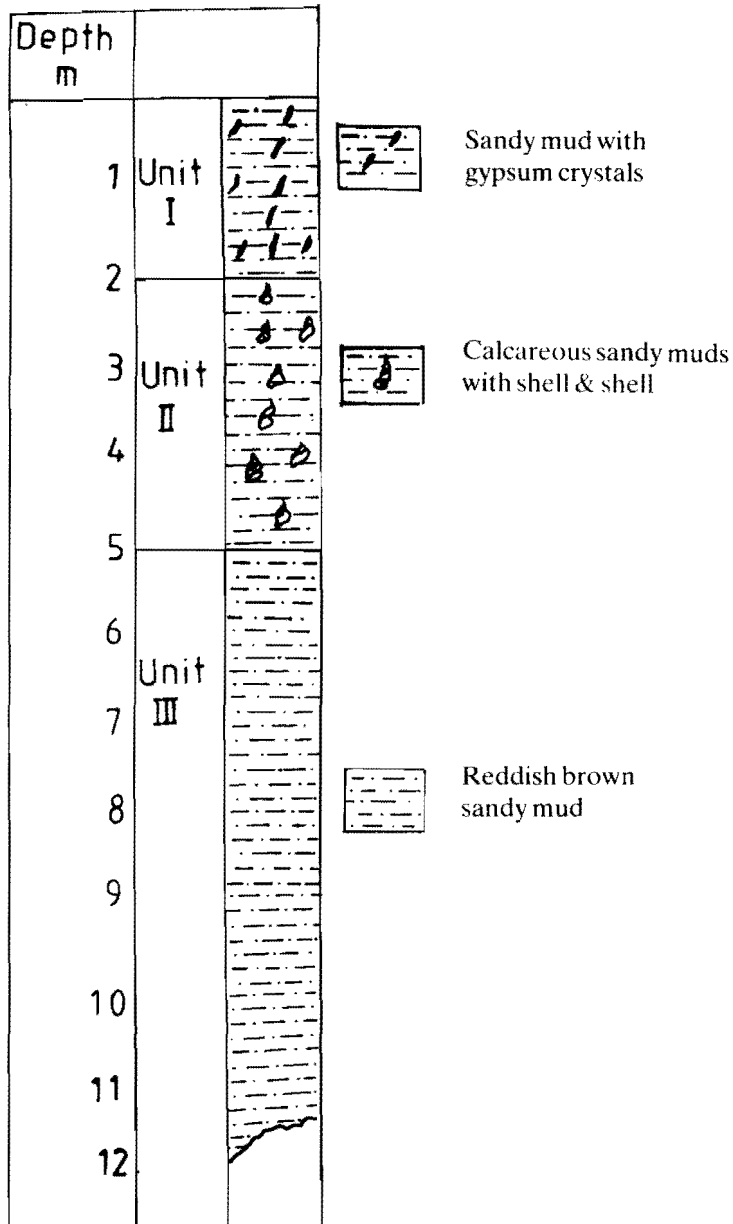 Depth
m
1
Unit
I
Sandy mud with
gypsum crystals
2
3
Unit
II
Calcareous sandy muds
with shell & shell
4
5
6
Unit
III
7
8
Reddish brown
sandy mud
9
10
11
12